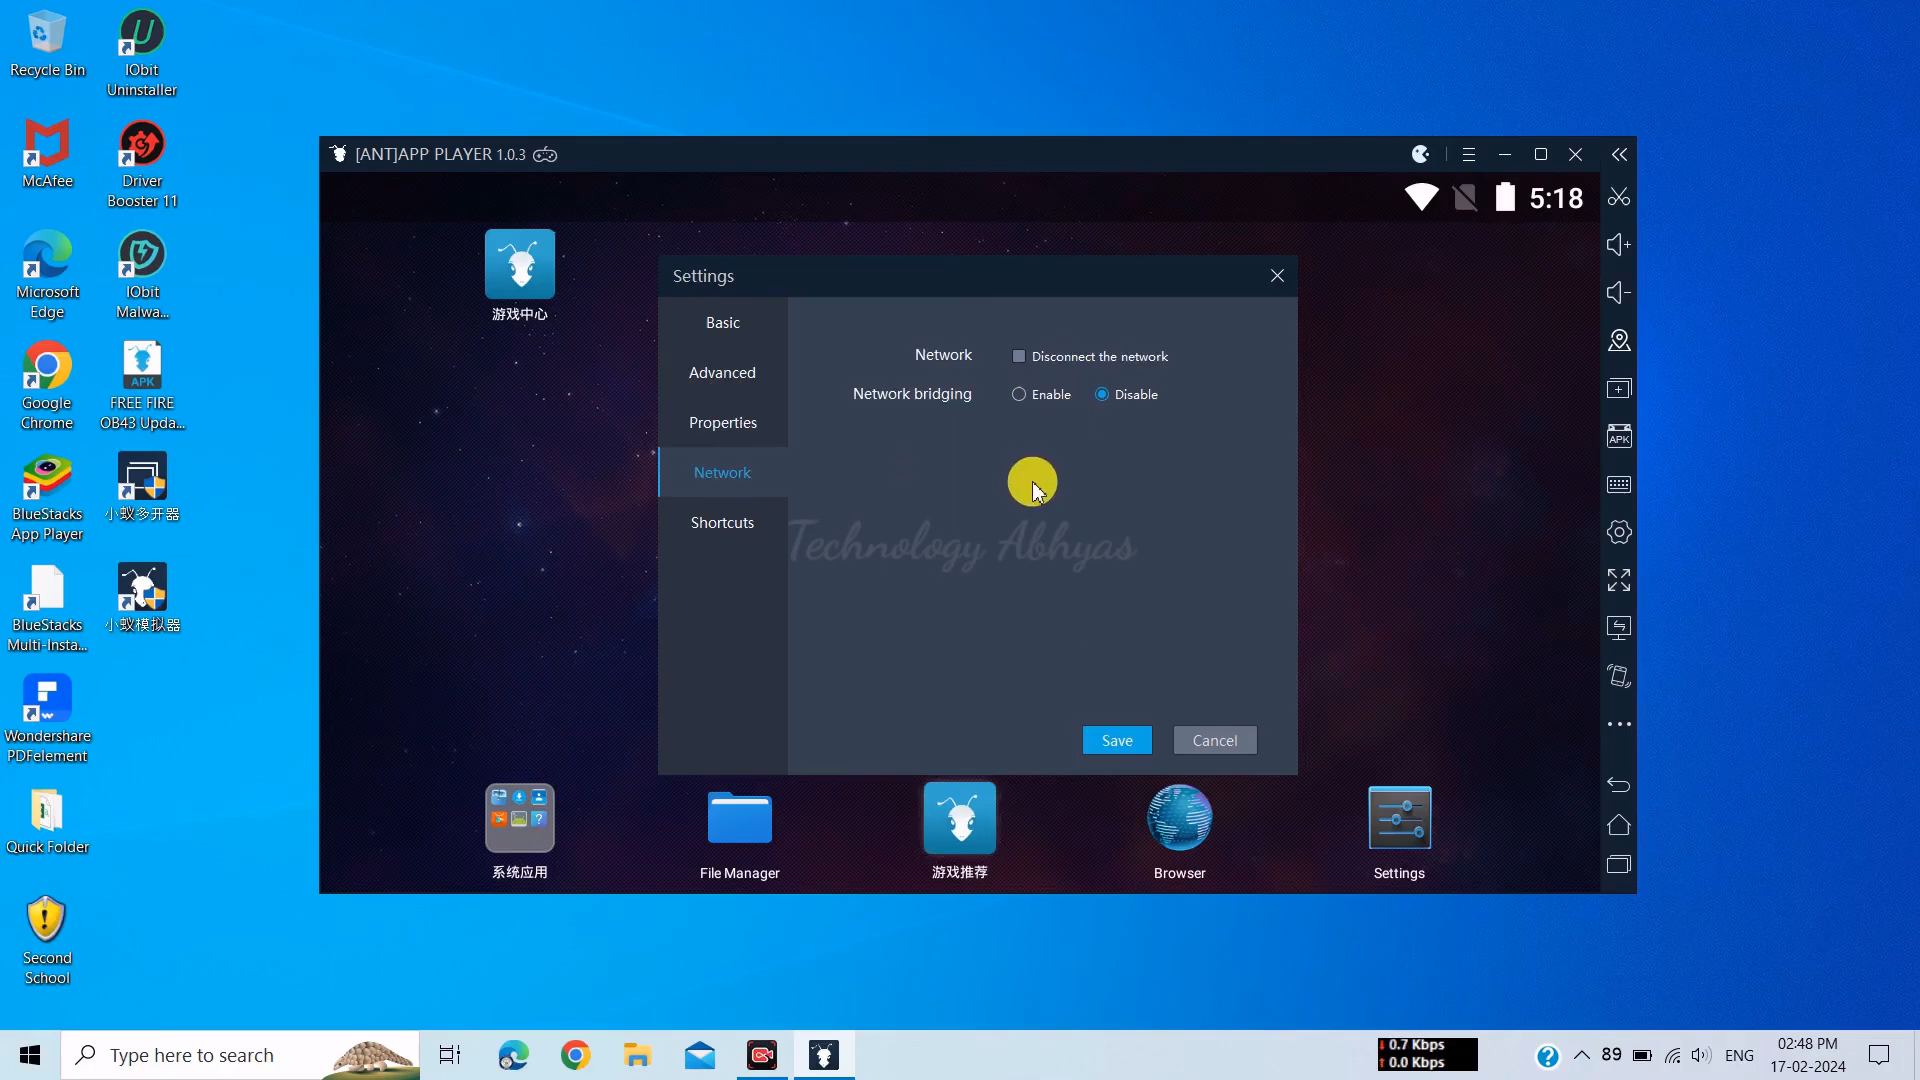 Recycle Bin
IObit
Uninstaller
McAfee
Driver
Booster 11
Microsoft
Edge
IObit
Malwa...
Google
Chrome
APK
FREE FIRE
OB43 Upda...
BlueStacks
App Player
小蚁多开器
BlueStacks
Multi-Insta...
小蚁模拟器
Wondershare
PDFelement
Quick Folder
Second
School
[ANT]APP PLAYER 1.0.3
5:18
游戏中心
Settings
Basic
Advanced
Properties
Network
Shortcuts
Network
Disconnect the network
Network bridging
Enable
Disable
Technology Abhyas
Save
Cancel
系统应用
File Manager
游戏推荐
Browser
Settings
APK
Type here to search
0.7 Kbps
0.0 Kbps
89
ENG
02:48 PM
17-02-2024